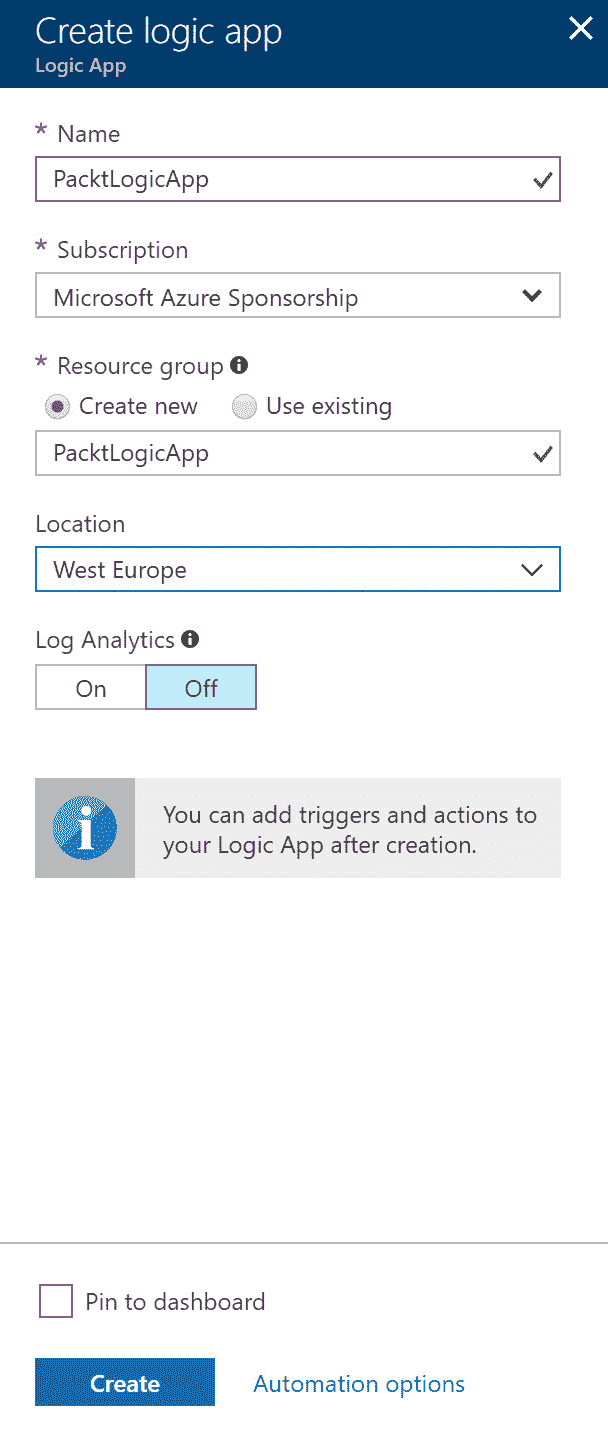 Create logic app
Logic App
* Name
PacktLogicApp
* Subscription
Microsoft Azure Sponsorship
* Resource group
Create new Use existing
PacktLogicApp
Location
West Europe
Log Analytics
On Off
You can add triggers and actions to
your Logic App after creation.
Pin to dashboard
Create Automation options